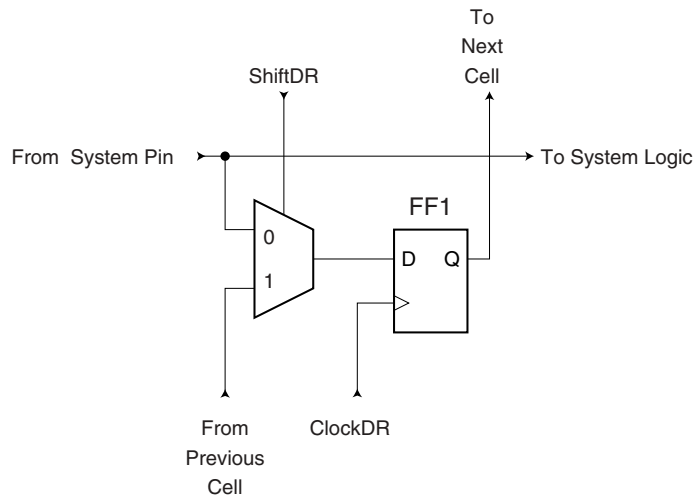 To
Next
Cell
ShiftDR
From System Pin
To System Logic
FF1
0
D Q
1
From
Previous
Cell
ClockDR